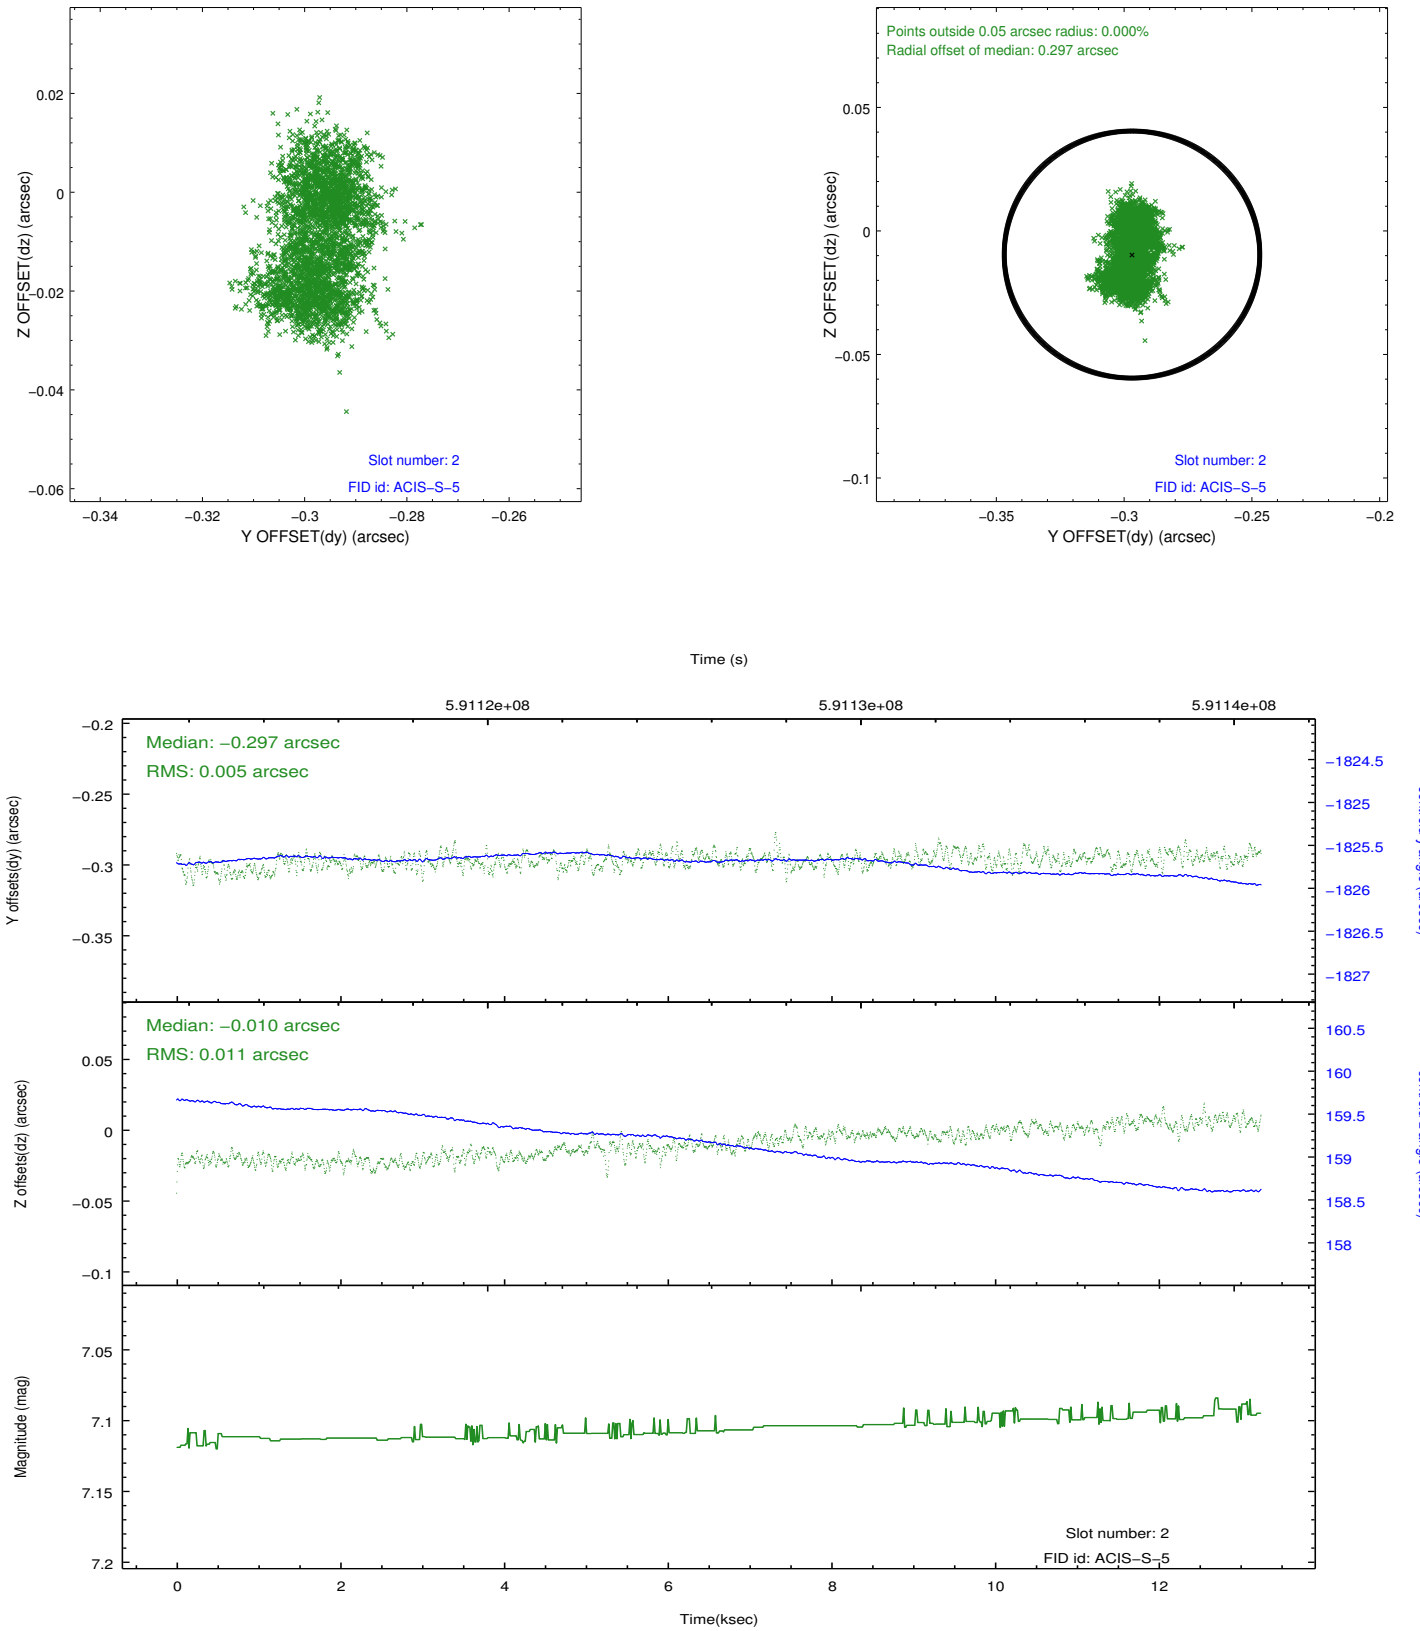 0.02
0
−0.02
−0.04
−0.06
−0.34
−0.32
−0.3
−0.28
−0.26
Z OFFSET(dz) (arcsec)
Y OFFSET(dy) (arcsec)
Slot number: 2
FID id: ACIS−S−5
Points outside 0.05 arcsec radius: 0.000%
Radial offset of median: 0.297 arcsec
0.05
0
−0.05
−0.1
−0.35
−0.3
−0.25
−0.2
Z OFFSET(dz) (arcsec)
Y OFFSET(dy) (arcsec)
Slot number: 2
FID id: ACIS−S−5
Time (s)
5.9112e+08
5.9113e+08
5.9114e+08
Median: −0.297 arcsec
RMS: 0.005 arcsec
−0.2
−0.25
−0.3
−0.35
Y offsets(dy) (arcsec)
−1824.5
−1825
−1825.5
−1826
−1826.5
−1827
Median: −0.010 arcsec
RMS: 0.011 arcsec
0.05
0
−0.05
−0.1
Z offsets(dz) (arcsec)
160.5
160
159.5
159
158.5
158
7.05
7.1
7.15
7.2
Magnitude (mag)
Slot number: 2
FID id: ACIS−S−5
0
2
4
6
8
10
12
Time(ksec)